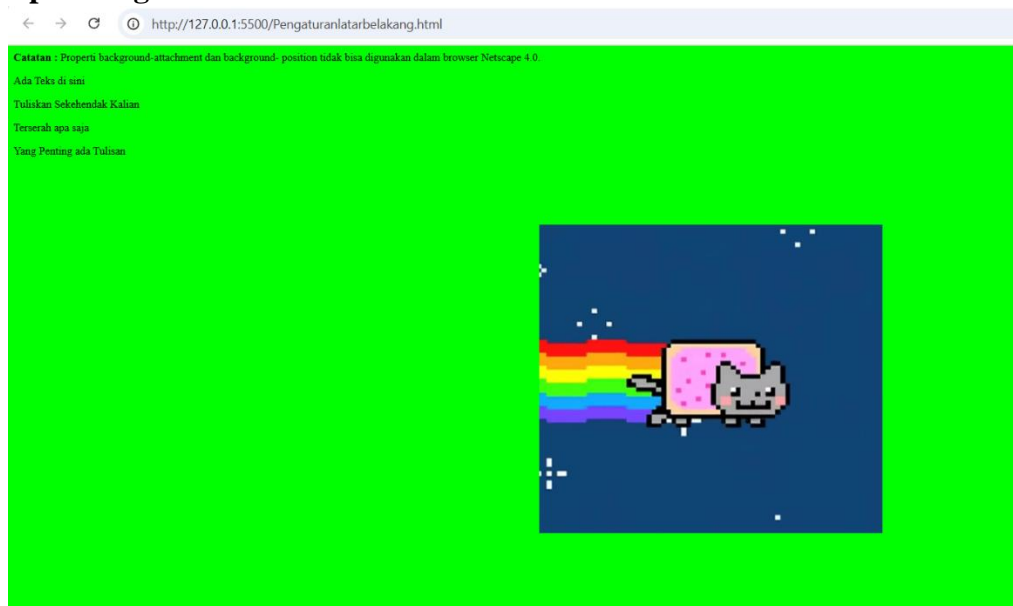 http://127.0.0.1:5500/Pengaturanlatarbelakang.html
Catatan : Properti background-attachment dan background- position tidak bisa digunakan dalam browser Netscape 4.0.
Ada Teks di sini
Tuliskan Sekehendak Kalian
Terserah apa saja
Yang Penting ada Tulisan